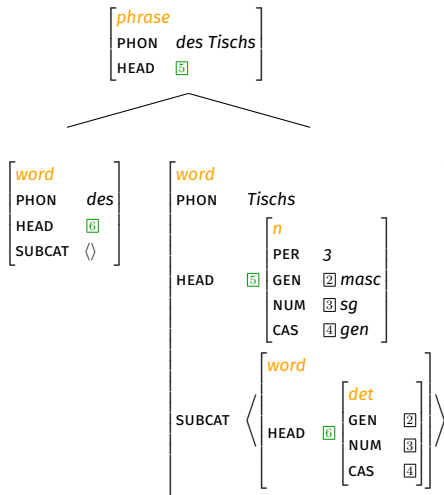 phrase
PHON des Tischs
HEAD 5
word
PHON des
HEAD 6
SUBCAT ⟨⟩
word
PHON Tischs
HEAD 5
n
PER 3
GEN 2 masc
NUM 3 sg
CAS 4 gen
SUBCAT ⟨ ⟩
word
HEAD 6
det
GEN 2
NUM 3
CAS 4